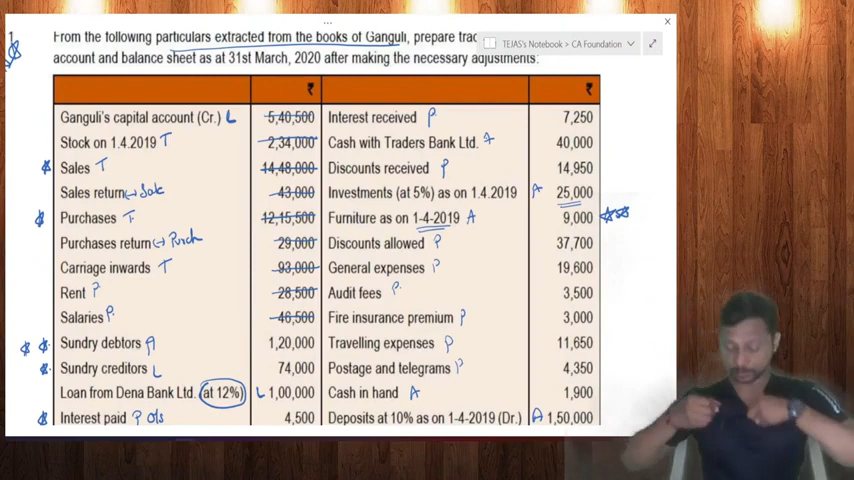 1
From the following particulars extracted from the books of Ganguli, prepare trac
TEJAS's Notebook > CA Foundation
account and balance sheet as at 31st March, 2020 after making the necessary adjustments:
₹ ₹
Ganguli's capital account (Cr.) L 5,40,500 Interest received P 7,250
Stock on 1.4.2019 T 2,34,000 Cash with Traders Bank Ltd. A 40,000
Sales T 14,48,000 Discounts received P 14,950
Sales return Sale 43,000 Investments (at 5%) as on 1.4.2019 A 25,000
Purchases T 12,15,500 Furniture as on 1-4-2019 A 9,000
Purchases return Purch 29,000 Discounts allowed P 37,700
Carriage inwards T 93,000 General expenses P 19,600
Rent P 28,500 Audit fees P 3,500
Salaries P 46,500 Fire insurance premium P 3,000
Sundry debtors A 1,20,000 Travelling expenses P 11,650
Sundry creditors L 74,000 Postage and telegrams P 4,350
Loan from Dena Bank Ltd. (at 12%) L 1,00,000 Cash in hand A 1,900
Interest paid P O/s 4,500 Deposits at 10% as on 1-4-2019 (Dr.) A 1,50,000